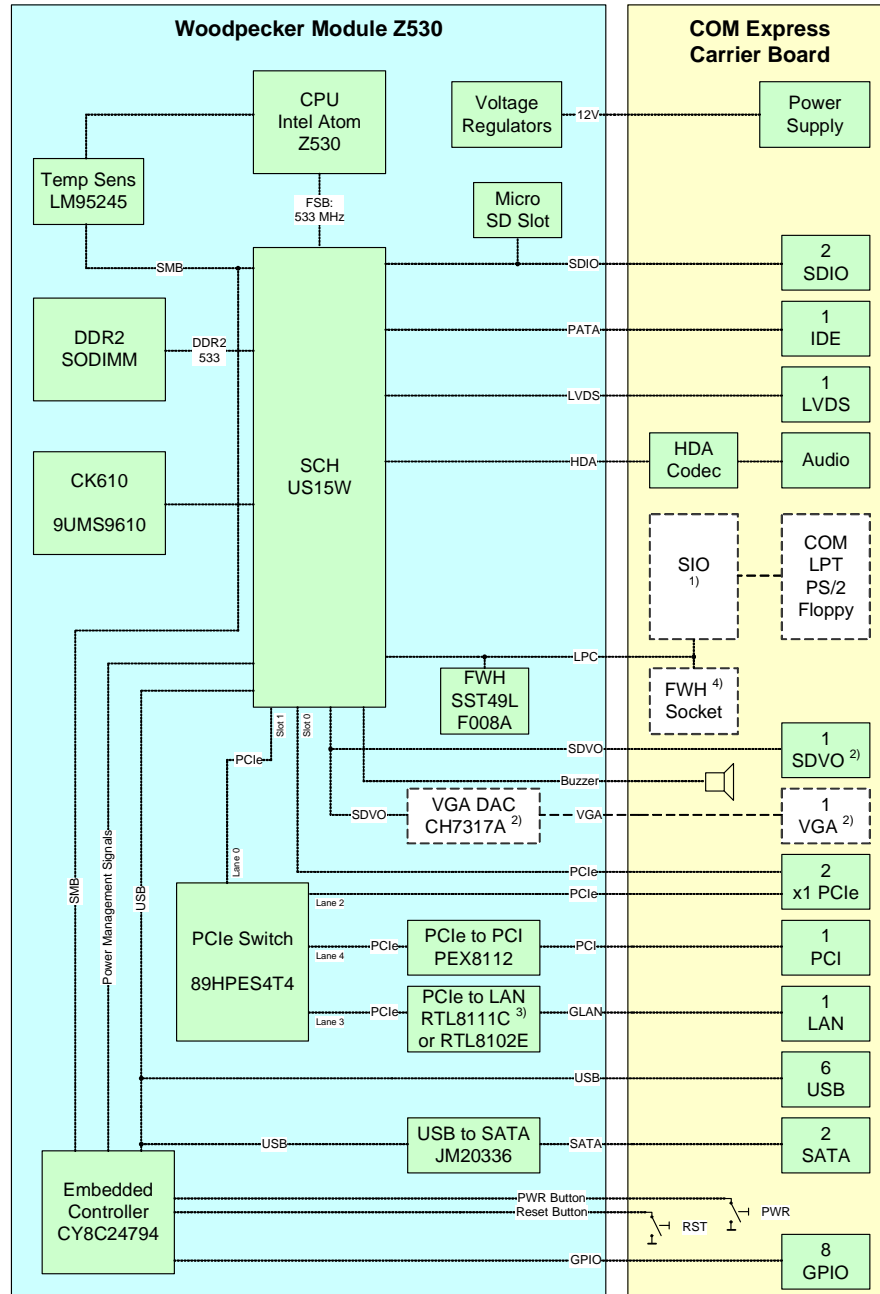 Woodpecker Module Z530
COM Express
Carrier Board
CPU
Intel Atom
Z530
Voltage
Regulators
12V
Power
Supply
Temp Sens
LM95245
FSB:
533 MHz
Micro
SD Slot
SMB
SDIO
2
SDIO
DDR2
SODIMM
DDR2
533
PATA
1
IDE
LVDS
1
LVDS
SCH
US15W
HDA
HDA
Codec
Audio
CK610
9UMS9610
SIO
1)
COM
LPT
PS/2
Floppy
LPC
FWH
SST49L
F008A
FWH 4)
Socket
Slot 1
Slot 0
PCIe
SDVO
1
SDVO 2)
Buzzer
SDVO
VGA DAC
CH7317A 2)
VGA
1
VGA 2)
Lane 0
SMB
Power Management Signals
USB
PCIe
PCIe
2
x1 PCIe
Lane 2
PCIe Switch
89HPES4T4
Lane 4
PCIe
PCIe to PCI
PEX8112
PCI
1
PCI
Lane 3
PCIe
PCIe to LAN
RTL8111C 3)
or RTL8102E
GLAN
1
LAN
USB
6
USB
USB
USB to SATA
JM20336
SATA
2
SATA
Embedded
Controller
CY8C24794
PWR Button
Reset Button
RST
PWR
GPIO
8
GPIO